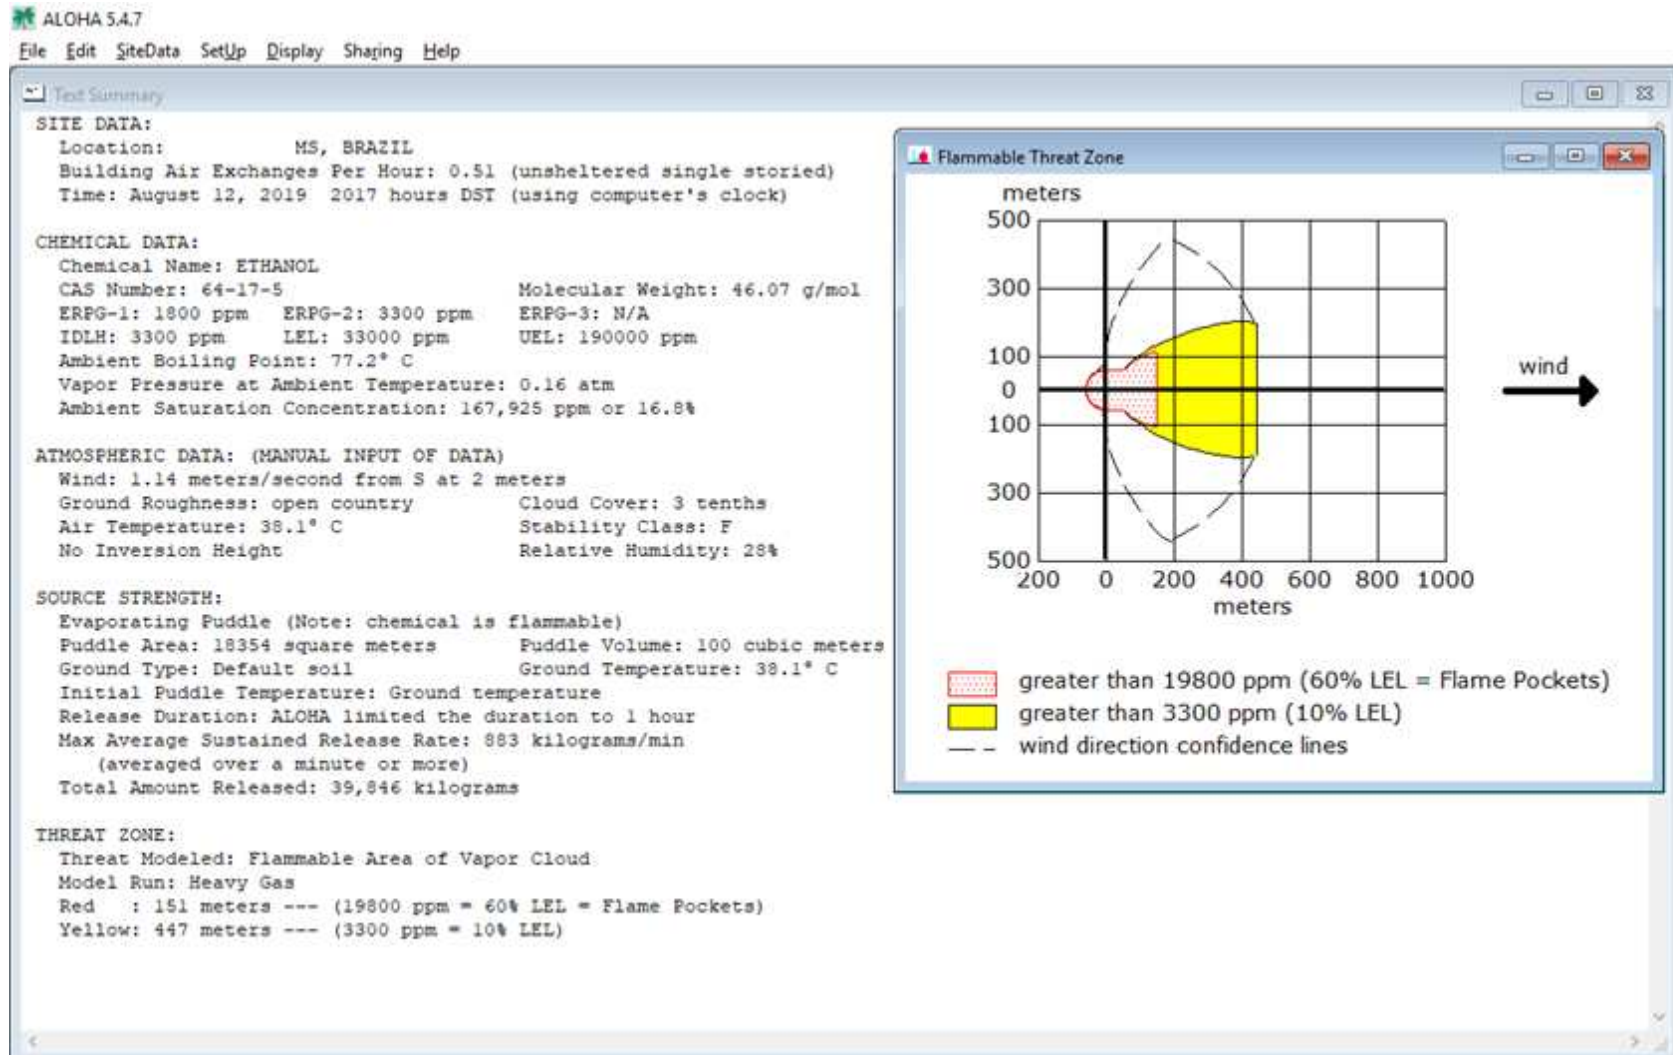 ALOHA 5.4.7
File Edit SiteData SetUp Display Sharing Help
Text Summary
SITE DATA:
Location: MS, BRAZIL
Building Air Exchanges Per Hour: 0.51 (unsheltered single storied)
Time: August 12, 2019 2017 hours DST (using computer's clock)
CHEMICAL DATA:
Chemical Name: ETHANOL
CAS Number: 64-17-5 Molecular Weight: 46.07 g/mol
ERPG-1: 1800 ppm ERPG-2: 3300 ppm ERPG-3: N/A
IDLH: 3300 ppm LEL: 33000 ppm UEL: 190000 ppm
Ambient Boiling Point: 77.2° C
Vapor Pressure at Ambient Temperature: 0.16 atm
Ambient Saturation Concentration: 167,925 ppm or 16.8%
ATMOSPHERIC DATA: (MANUAL INPUT OF DATA)
Wind: 1.14 meters/second from S at 2 meters
Ground Roughness: open country Cloud Cover: 3 tenths
Air Temperature: 38.1° C Stability Class: F
No Inversion Height Relative Humidity: 28%
SOURCE STRENGTH:
Evaporating Puddle (Note: chemical is flammable)
Puddle Area: 18354 square meters Puddle Volume: 100 cubic meters
Ground Type: Default soil Ground Temperature: 38.1° C
Initial Puddle Temperature: Ground temperature
Release Duration: ALOHA limited the duration to 1 hour
Max Average Sustained Release Rate: 883 kilograms/min
(averaged over a minute or more)
Total Amount Released: 39,846 kilograms
THREAT ZONE:
Threat Modeled: Flammable Area of Vapor Cloud
Model Run: Heavy Gas
Red : 151 meters --- (19800 ppm = 60% LEL = Flame Pockets)
Yellow: 447 meters --- (3300 ppm = 10% LEL)
Flammable Threat Zone
meters
500
300
100
0
100
300
500
200 0 200 400 600 800 1000
meters
wind
greater than 19800 ppm (60% LEL = Flame Pockets)
greater than 3300 ppm (10% LEL)
wind direction confidence lines